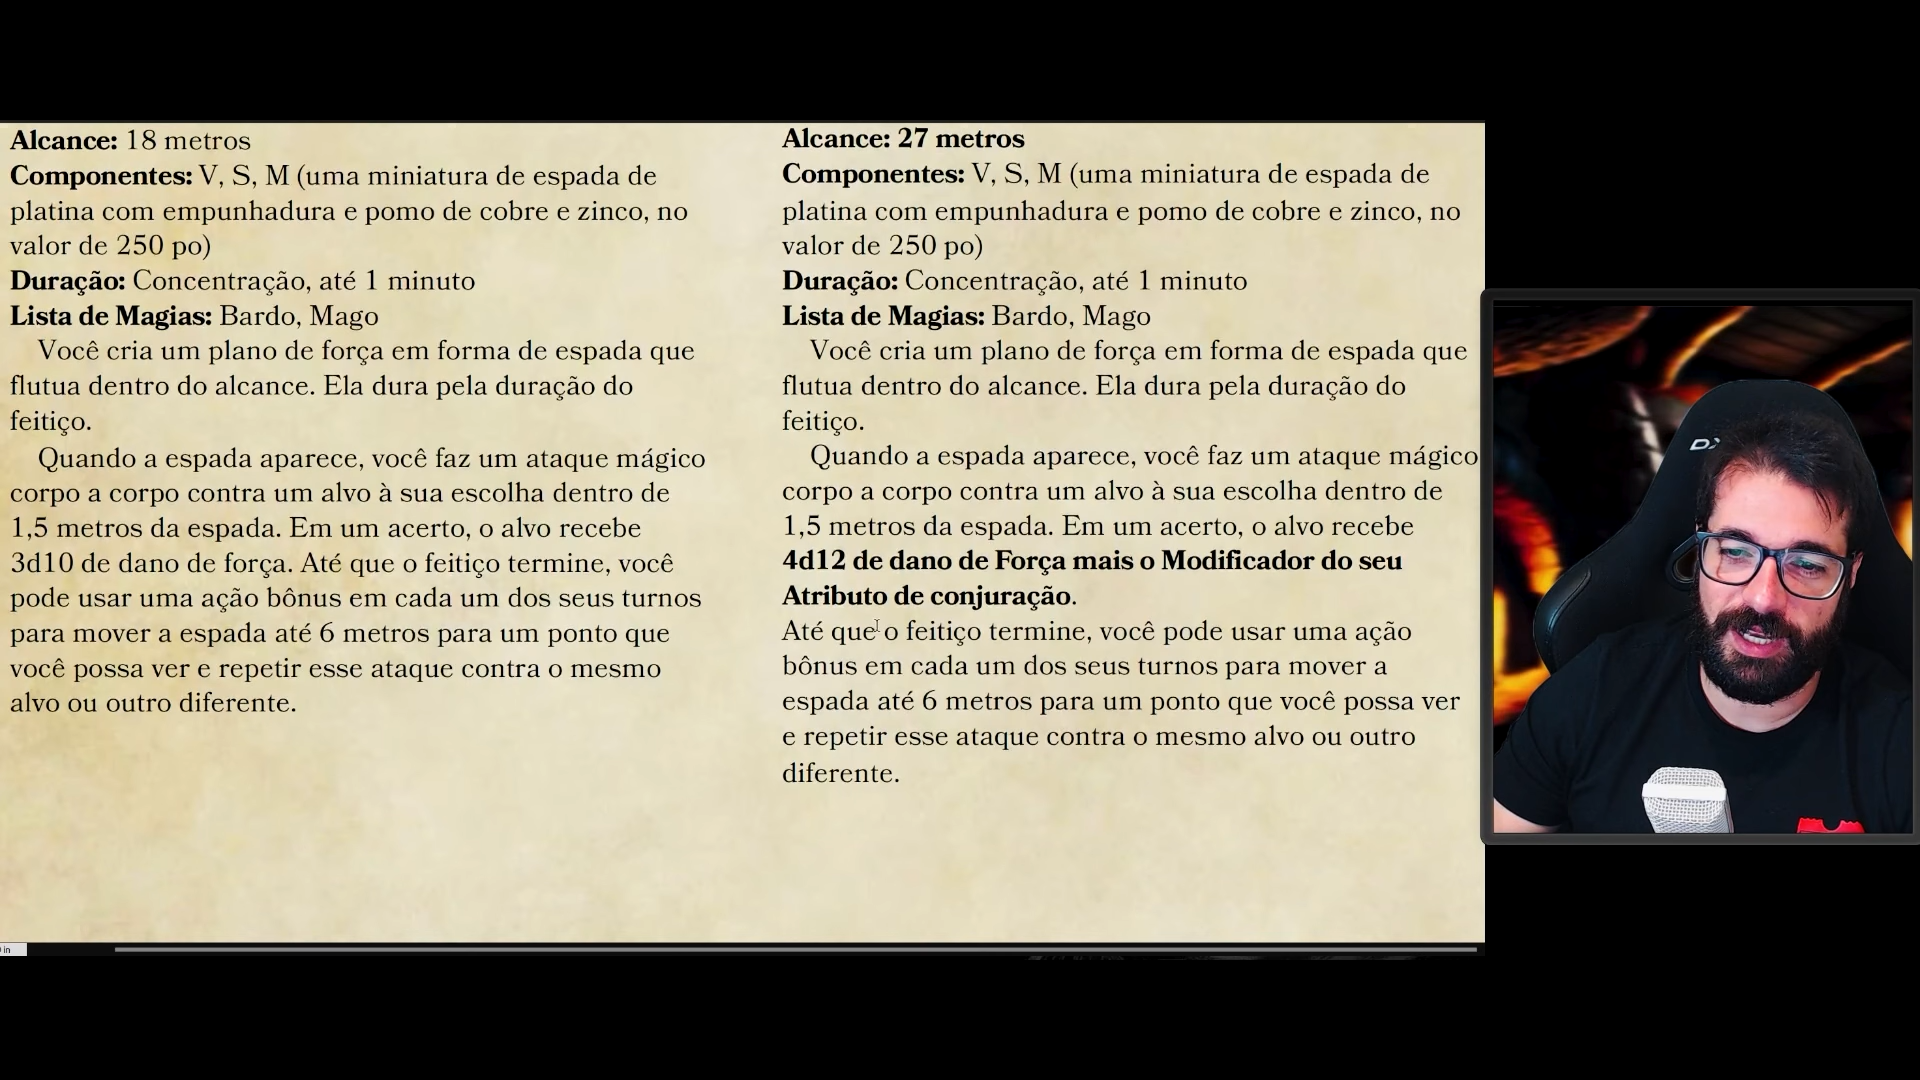 Alcance: 18 metros
Componentes: V, S, M (uma miniatura de espada de
platina com empunhadura e pomo de cobre e zinco, no
valor de 250 po)
Duração: Concentração, até 1 minuto
Lista de Magias: Bardo, Mago
Você cria um plano de força em forma de espada que
flutua dentro do alcance. Ela dura pela duração do
feitiço.
Quando a espada aparece, você faz um ataque mágico
corpo a corpo contra um alvo à sua escolha dentro de
1,5 metros da espada. Em um acerto, o alvo recebe
3d10 de dano de força. Até que o feitiço termine, você
pode usar uma ação bônus em cada um dos seus turnos
para mover a espada até 6 metros para um ponto que
você possa ver e repetir esse ataque contra o mesmo
alvo ou outro diferente.
Alcance: 27 metros
Componentes: V, S, M (uma miniatura de espada de
platina com empunhadura e pomo de cobre e zinco, no
valor de 250 po)
Duração: Concentração, até 1 minuto
Lista de Magias: Bardo, Mago
Você cria um plano de força em forma de espada que
flutua dentro do alcance. Ela dura pela duração do
feitiço.
Quando a espada aparece, você faz um ataque mágico
corpo a corpo contra um alvo à sua escolha dentro de
1,5 metros da espada. Em um acerto, o alvo recebe
4d12 de dano de Força mais o Modificador do seu
Atributo de conjuração.
Até que o feitiço termine, você pode usar uma ação
bônus em cada um dos seus turnos para mover a
espada até 6 metros para um ponto que você possa ver
e repetir esse ataque contra o mesmo alvo ou outro
diferente.